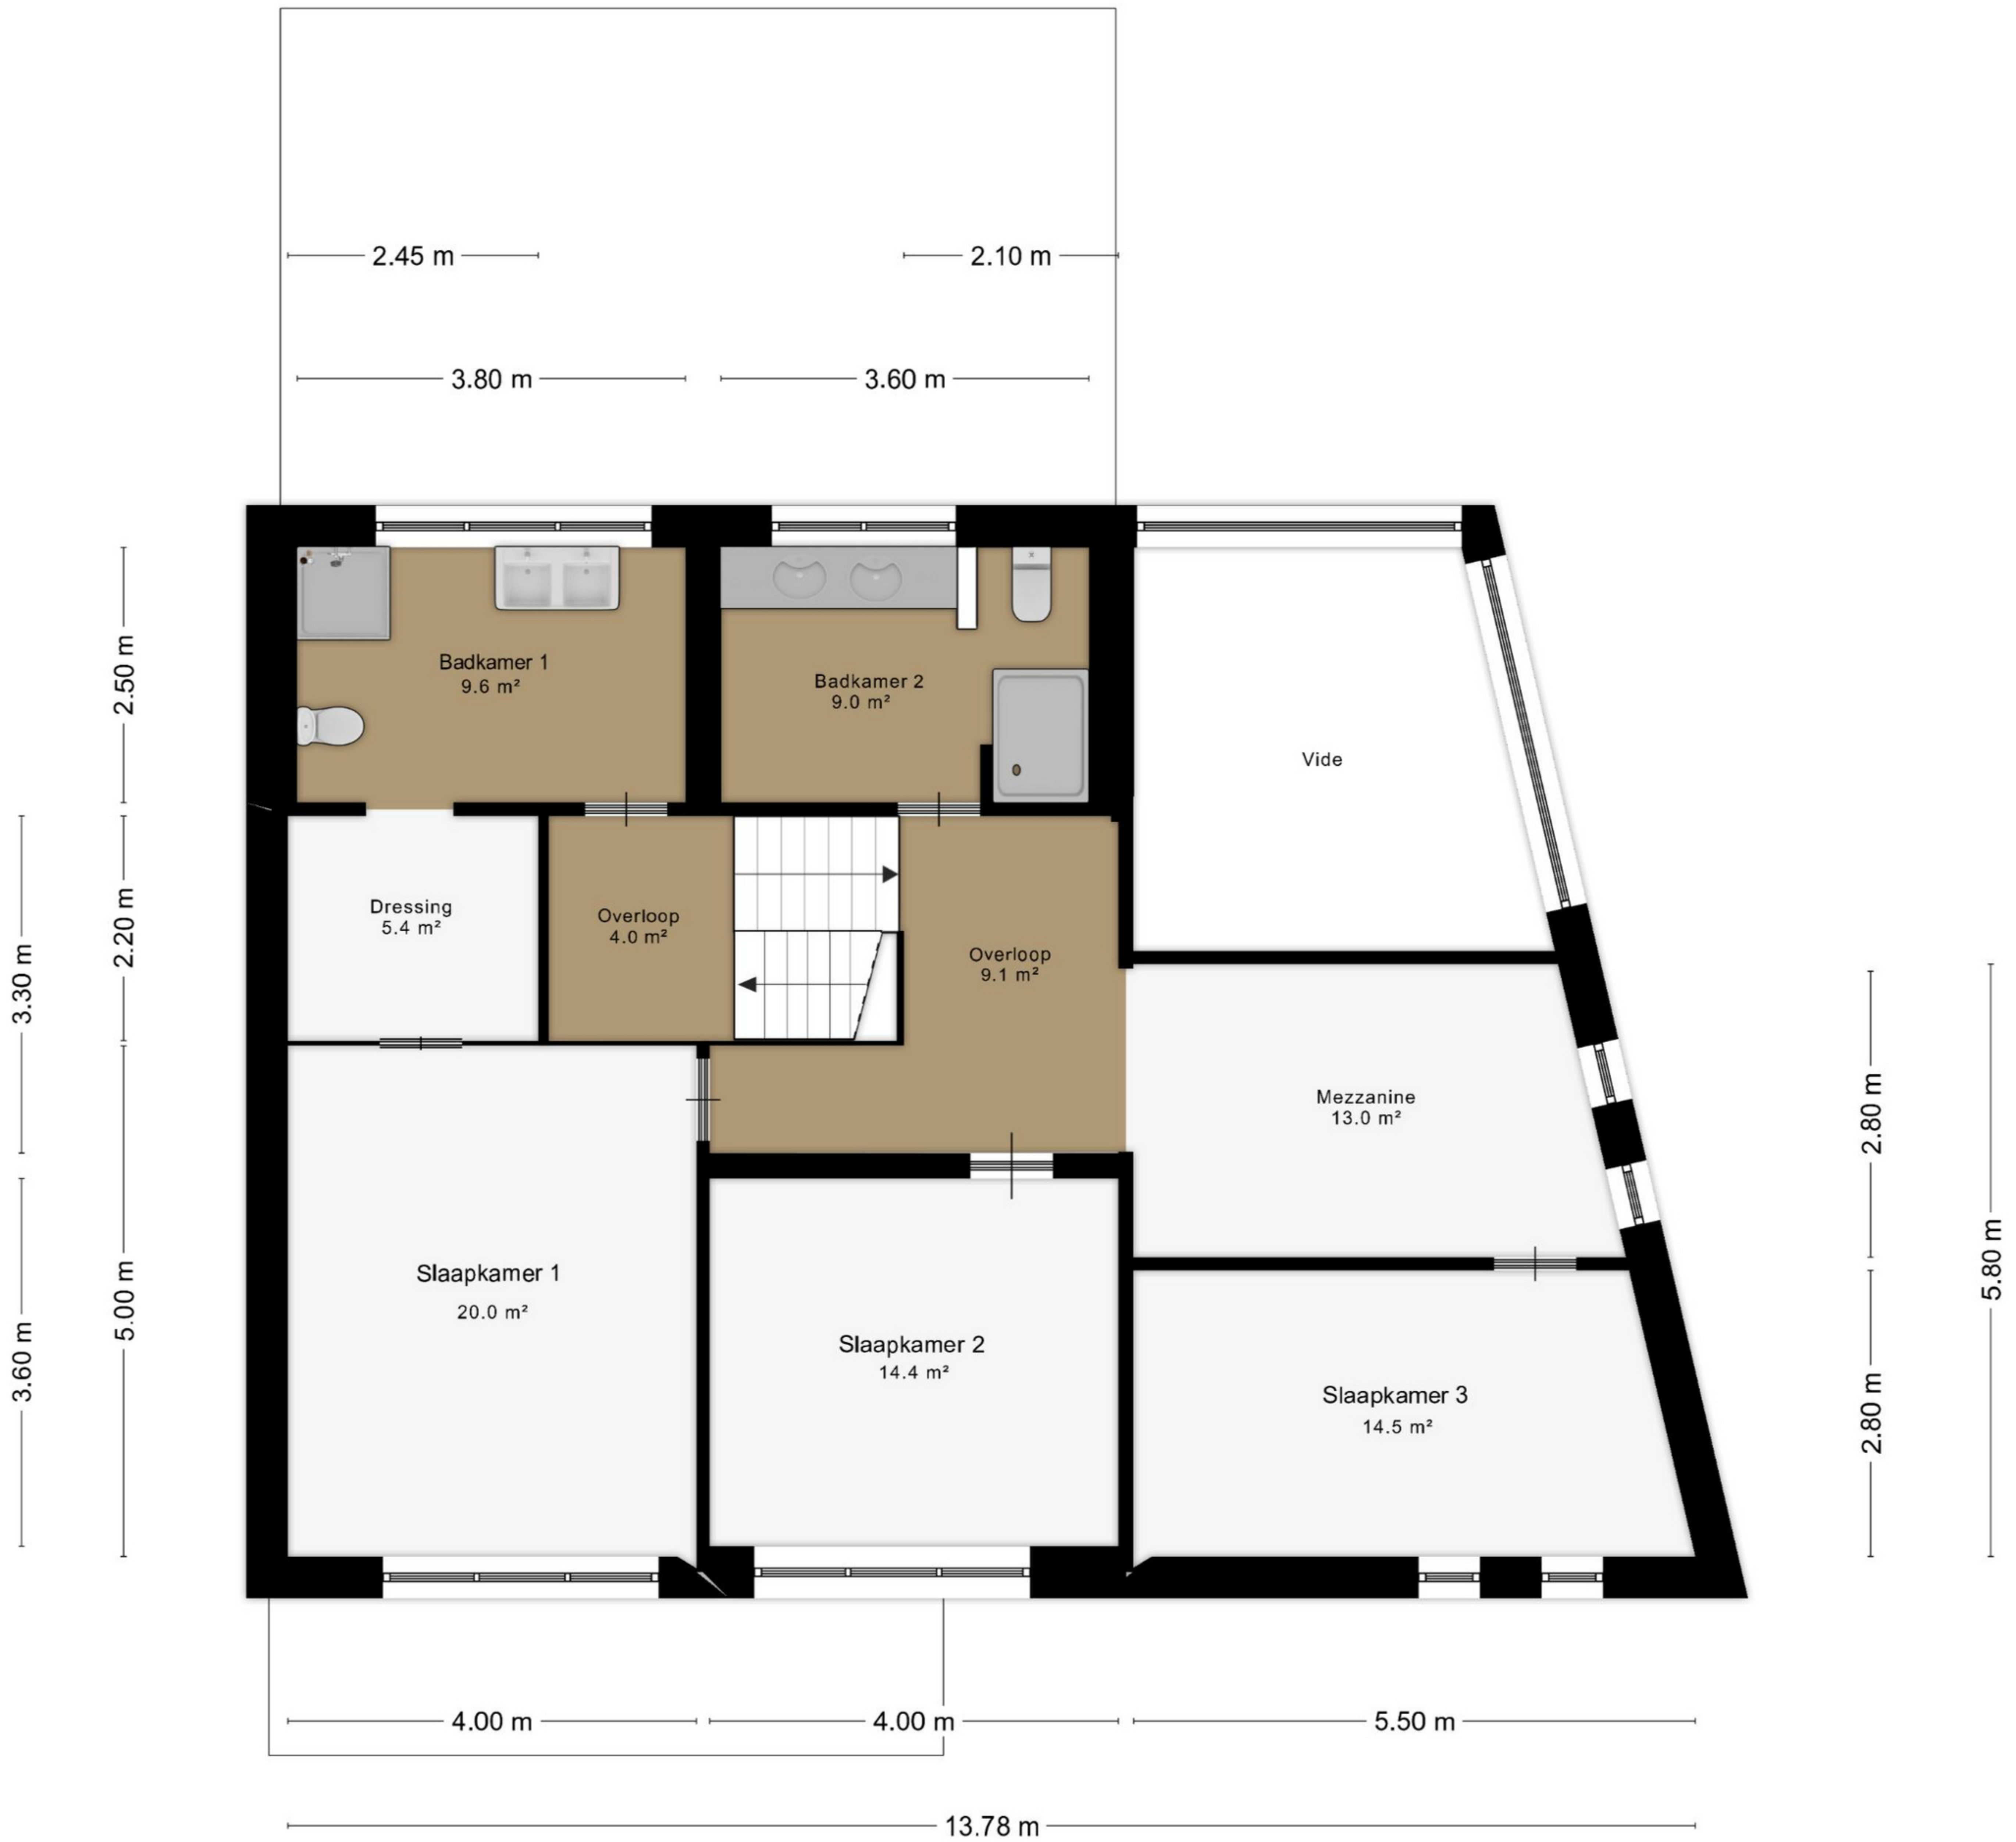 2.45 m
2.10 m
3.80 m
3.60 m
2.50 m
Badkamer 1
9.6 m²
Badkamer 2
9.0 m²
Vide
2.20 m
3.30 m
Dressing
5.4 m²
Overloop
4.0 m²
Overloop
9.1 m²
Mezzanine
13.0 m²
2.80 m
5.80 m
5.00 m
3.60 m
Slaapkamer 1
20.0 m²
Slaapkamer 2
14.4 m²
Slaapkamer 3
14.5 m²
2.80 m
4.00 m
4.00 m
5.50 m
13.78 m